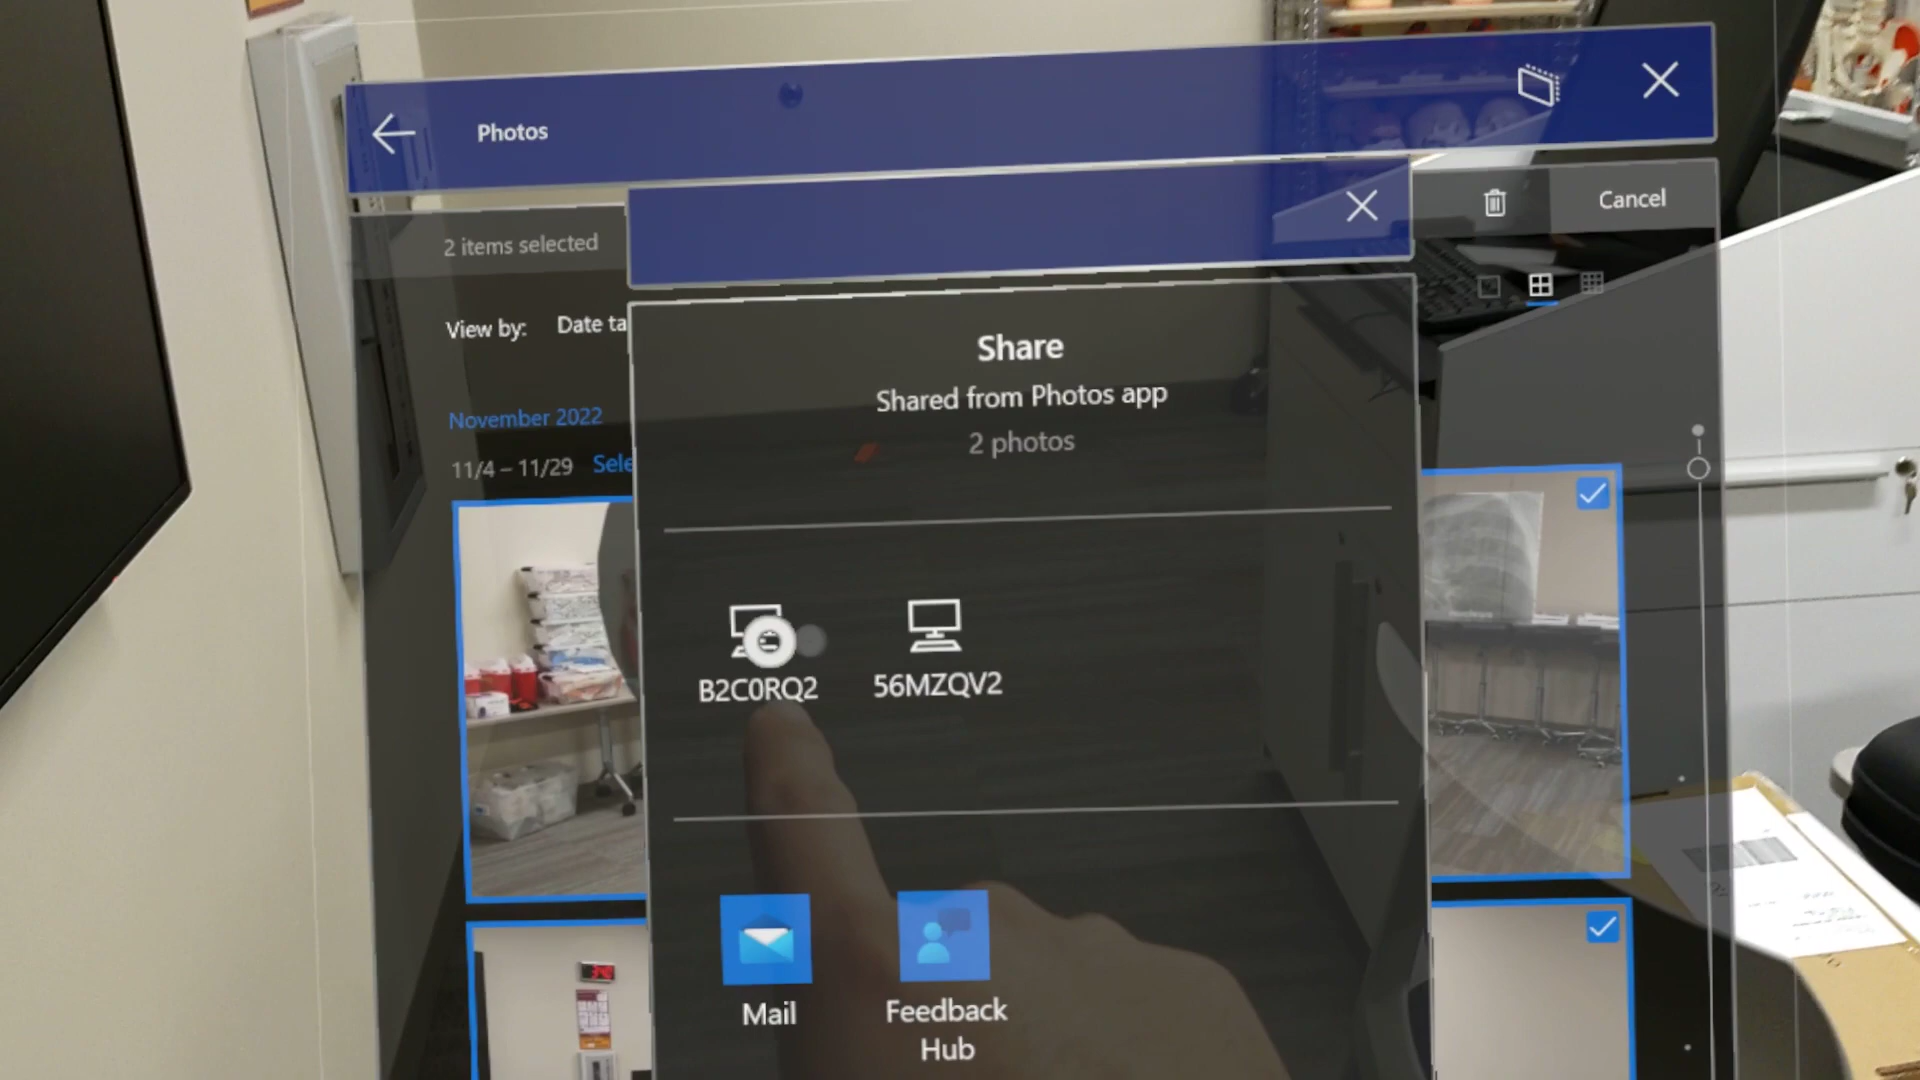 Photos
2 items selected
Cancel
View by: Date ta
Share
Shared from Photos app
2 photos
November 2022
11/4 – 11/29 Sele
B2C0RQ2
56MZQV2
Mail
Feedback
Hub